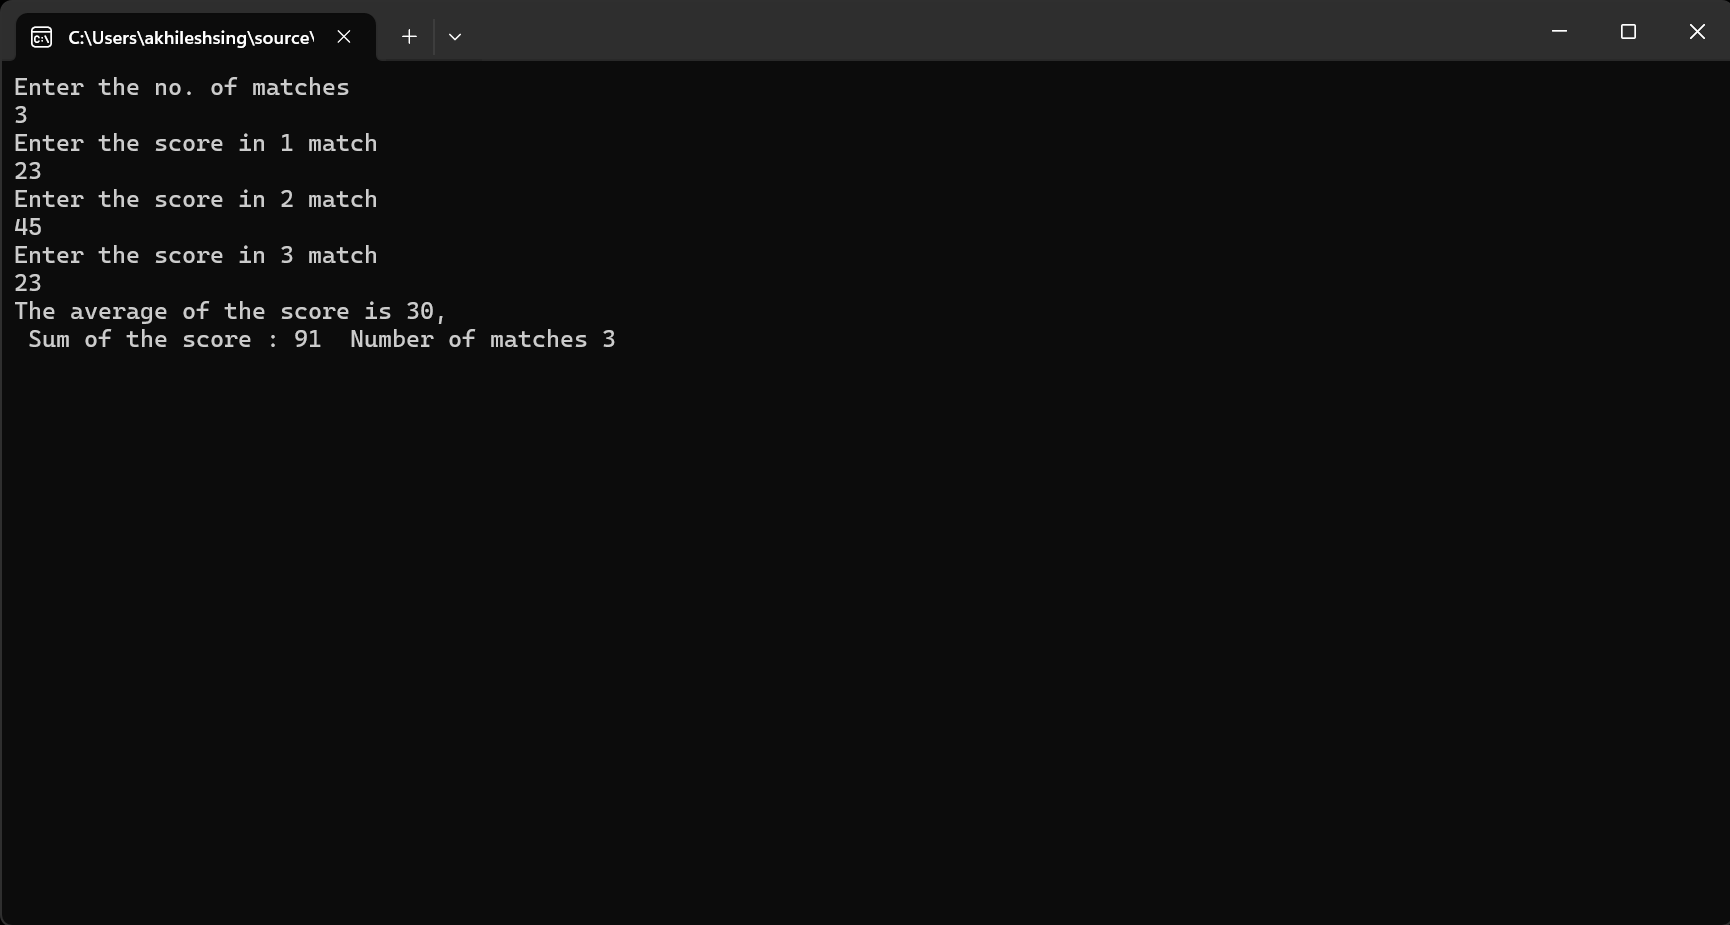 C:\Users\akhileshsing\source\
Enter the no. of matches
3
Enter the score in 1 match
23
Enter the score in 2 match
45
Enter the score in 3 match
23
The average of the score is 30,
 Sum of the score : 91  Number of matches 3